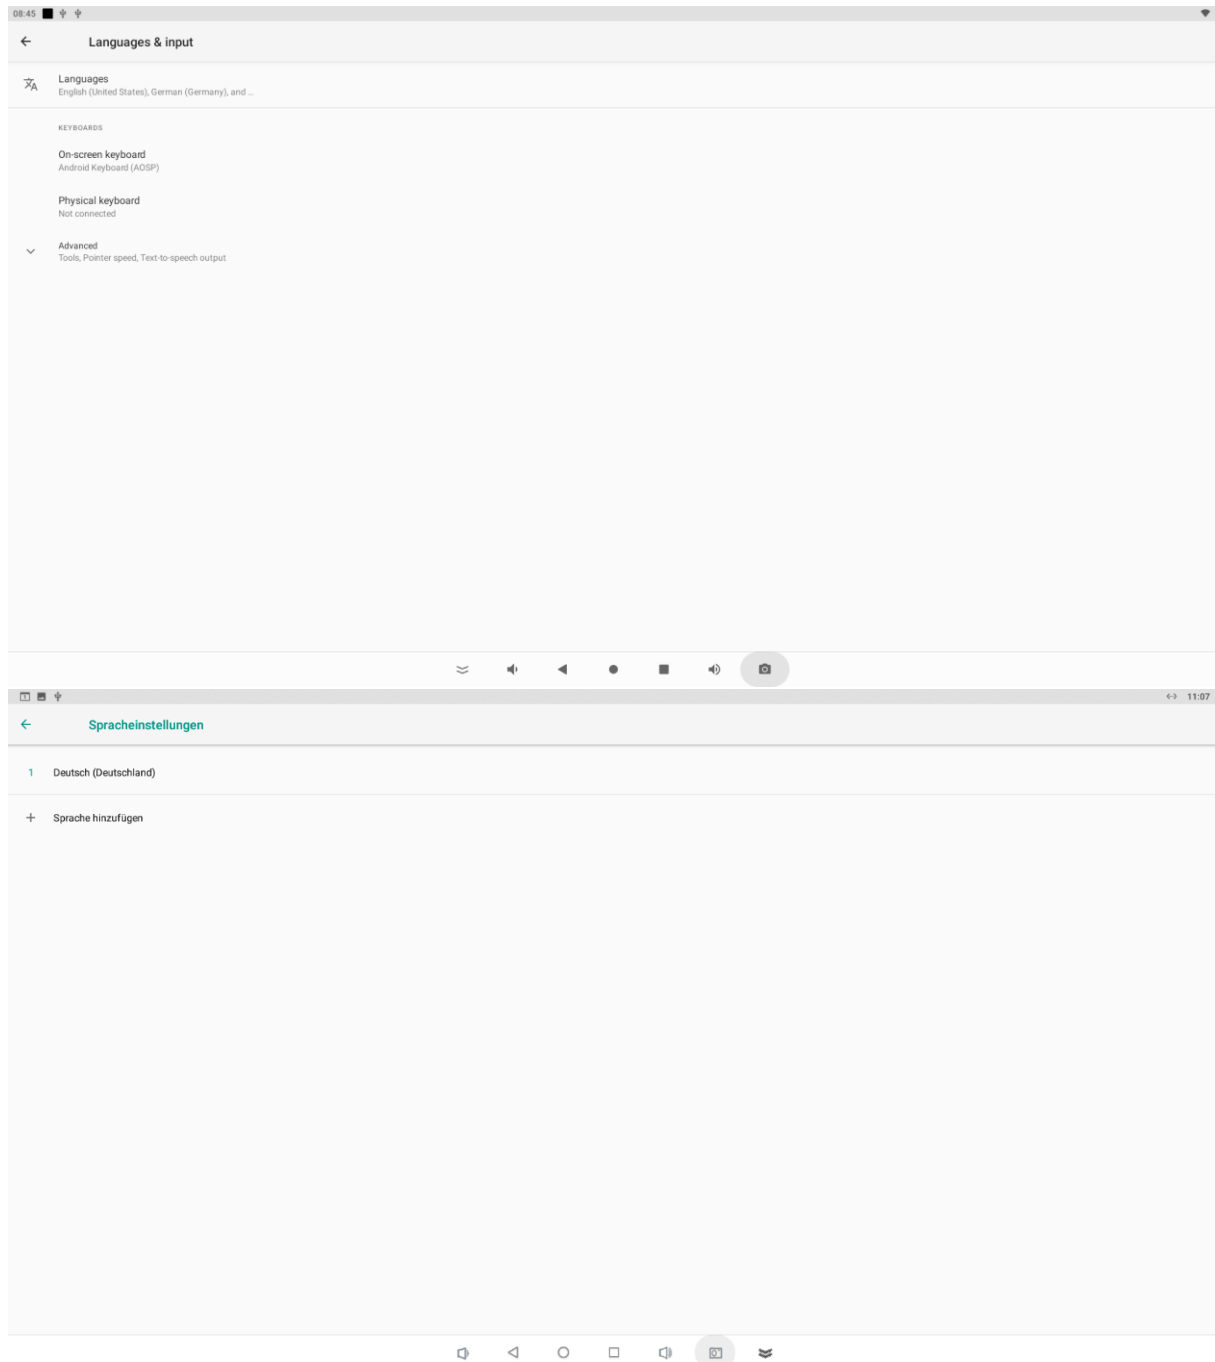 08:45
Languages & input
Languages
English (United States), German (Germany), and ...
KEYBOARDS
On-screen keyboard
Android Keyboard (AOSP)
Physical keyboard
Not connected
Advanced
Tools, Pointer speed, Text-to-speech output
11:07
Spracheinstellungen
1 Deutsch (Deutschland)
+ Sprache hinzufügen